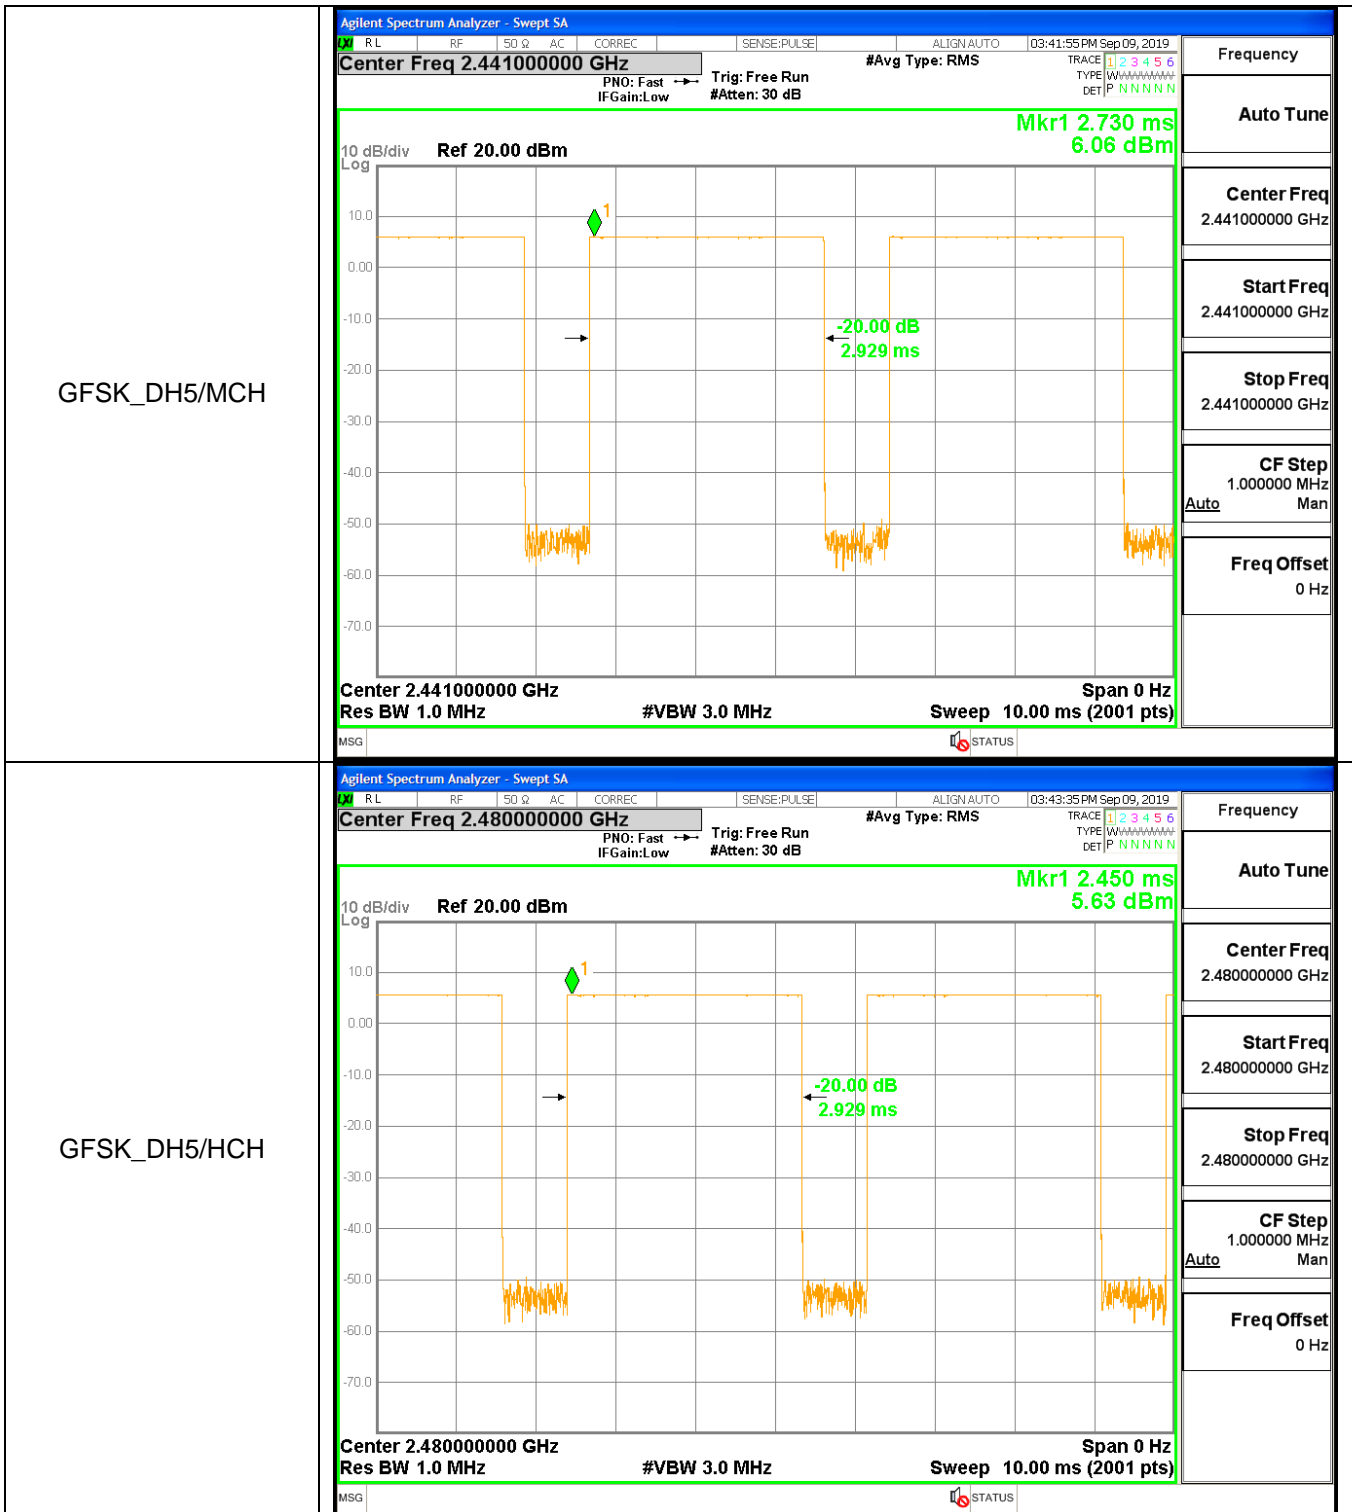 GFSK_DH5/MCH
Agilent Spectrum Analyzer - Swept SA
LXI RL RF 50 Ω AC CORREC SENSE:PULSE ALIGN AUTO 03:41:55 PM Sep 09, 2019
Center Freq 2.441000000 GHz
#Avg Type: RMS
TRACE 1 2 3 4 5 6
TYPE
DET P N N N N N
PNO: Fast
IFGain:Low
Trig: Free Run
#Atten: 30 dB
Mkr1 2.730 ms
6.06 dBm
10 dB/div Ref 20.00 dBm
Log
1
10.0
0.00
-10.0
-20.0
-30.0
-40.0
-50.0
-60.0
-70.0
-20.00 dB
2.929 ms
Center 2.441000000 GHz Span 0 Hz
Res BW 1.0 MHz #VBW 3.0 MHz Sweep 10.00 ms (2001 pts)
MSG STATUS
Frequency
Auto Tune
Center Freq
2.441000000 GHz
Start Freq
2.441000000 GHz
Stop Freq
2.441000000 GHz
CF Step
1.000000 MHz
Auto Man
Freq Offset
0 Hz
GFSK_DH5/HCH
Agilent Spectrum Analyzer - Swept SA
LXI RL RF 50 Ω AC CORREC SENSE:PULSE ALIGN AUTO 03:43:35 PM Sep 09, 2019
Center Freq 2.480000000 GHz
#Avg Type: RMS
TRACE 1 2 3 4 5 6
TYPE
DET P N N N N N
PNO: Fast
IFGain:Low
Trig: Free Run
#Atten: 30 dB
Mkr1 2.450 ms
5.63 dBm
10 dB/div Ref 20.00 dBm
Log
1
10.0
0.00
-10.0
-20.0
-30.0
-40.0
-50.0
-60.0
-70.0
-20.00 dB
2.929 ms
Center 2.480000000 GHz Span 0 Hz
Res BW 1.0 MHz #VBW 3.0 MHz Sweep 10.00 ms (2001 pts)
MSG STATUS
Frequency
Auto Tune
Center Freq
2.480000000 GHz
Start Freq
2.480000000 GHz
Stop Freq
2.480000000 GHz
CF Step
1.000000 MHz
Auto Man
Freq Offset
0 Hz